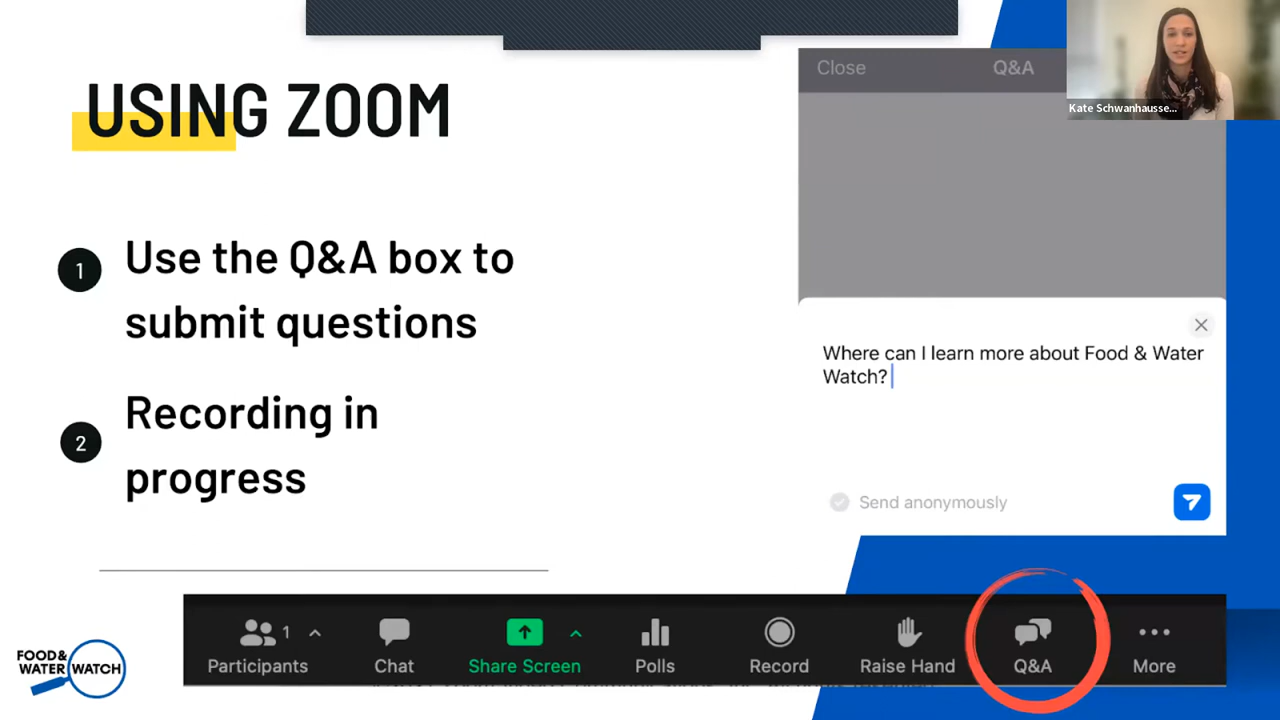 USING ZOOM
1
Use the Q&A box to
submit questions
2
Recording in
progress
Close
Q&A
Kate Schwanhausse...
Where can I learn more about Food & Water
Watch?
Send anonymously
1
Participants
Chat
Share Screen
Polls
Record
Raise Hand
Q&A
More
FOOD&
WATER WATCH